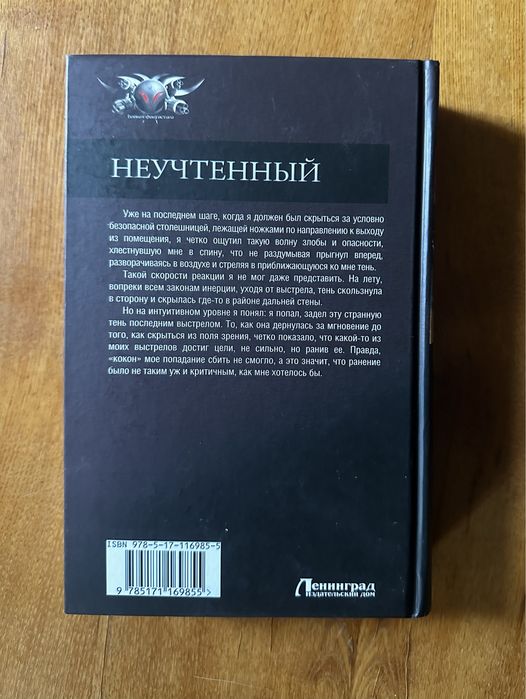 Боевая фантастика
НЕУЧТЕННЫЙ
Уже на последнем шаге, когда я должен был скрыться за условно
безопасной столешницей, лежащей ножками по направлению к выходу
из помещения, я четко ощутил такую волну злобы и опасности,
хлестнувшую мне в спину, что не раздумывая прыгнул вперед,
разворачиваясь в воздухе и стреляя в приближающуюся ко мне тень.
Такой скорости реакции я не мог даже представить. На лету,
вопреки всем законам инерции, уходя от выстрела, тень скользнула
в сторону и скрылась где-то в районе дальней стены.
Но на интуитивном уровне я понял: я попал, задел эту странную
тень последним выстрелом. То, как она дернулась за мгновение до
того, как скрыться из поля зрения, четко показало, что какой-то из
моих выстрелов достиг цели, не сильно, но ранив ее. Правда,
«кокон» мое попадание сбить не смогло, а это значит, что ранение
было не таким уж и критичным, как мне хотелось бы.
ISBN 978-5-17-116985-5
9 785171 169855 >
Ленинград
издательский дом